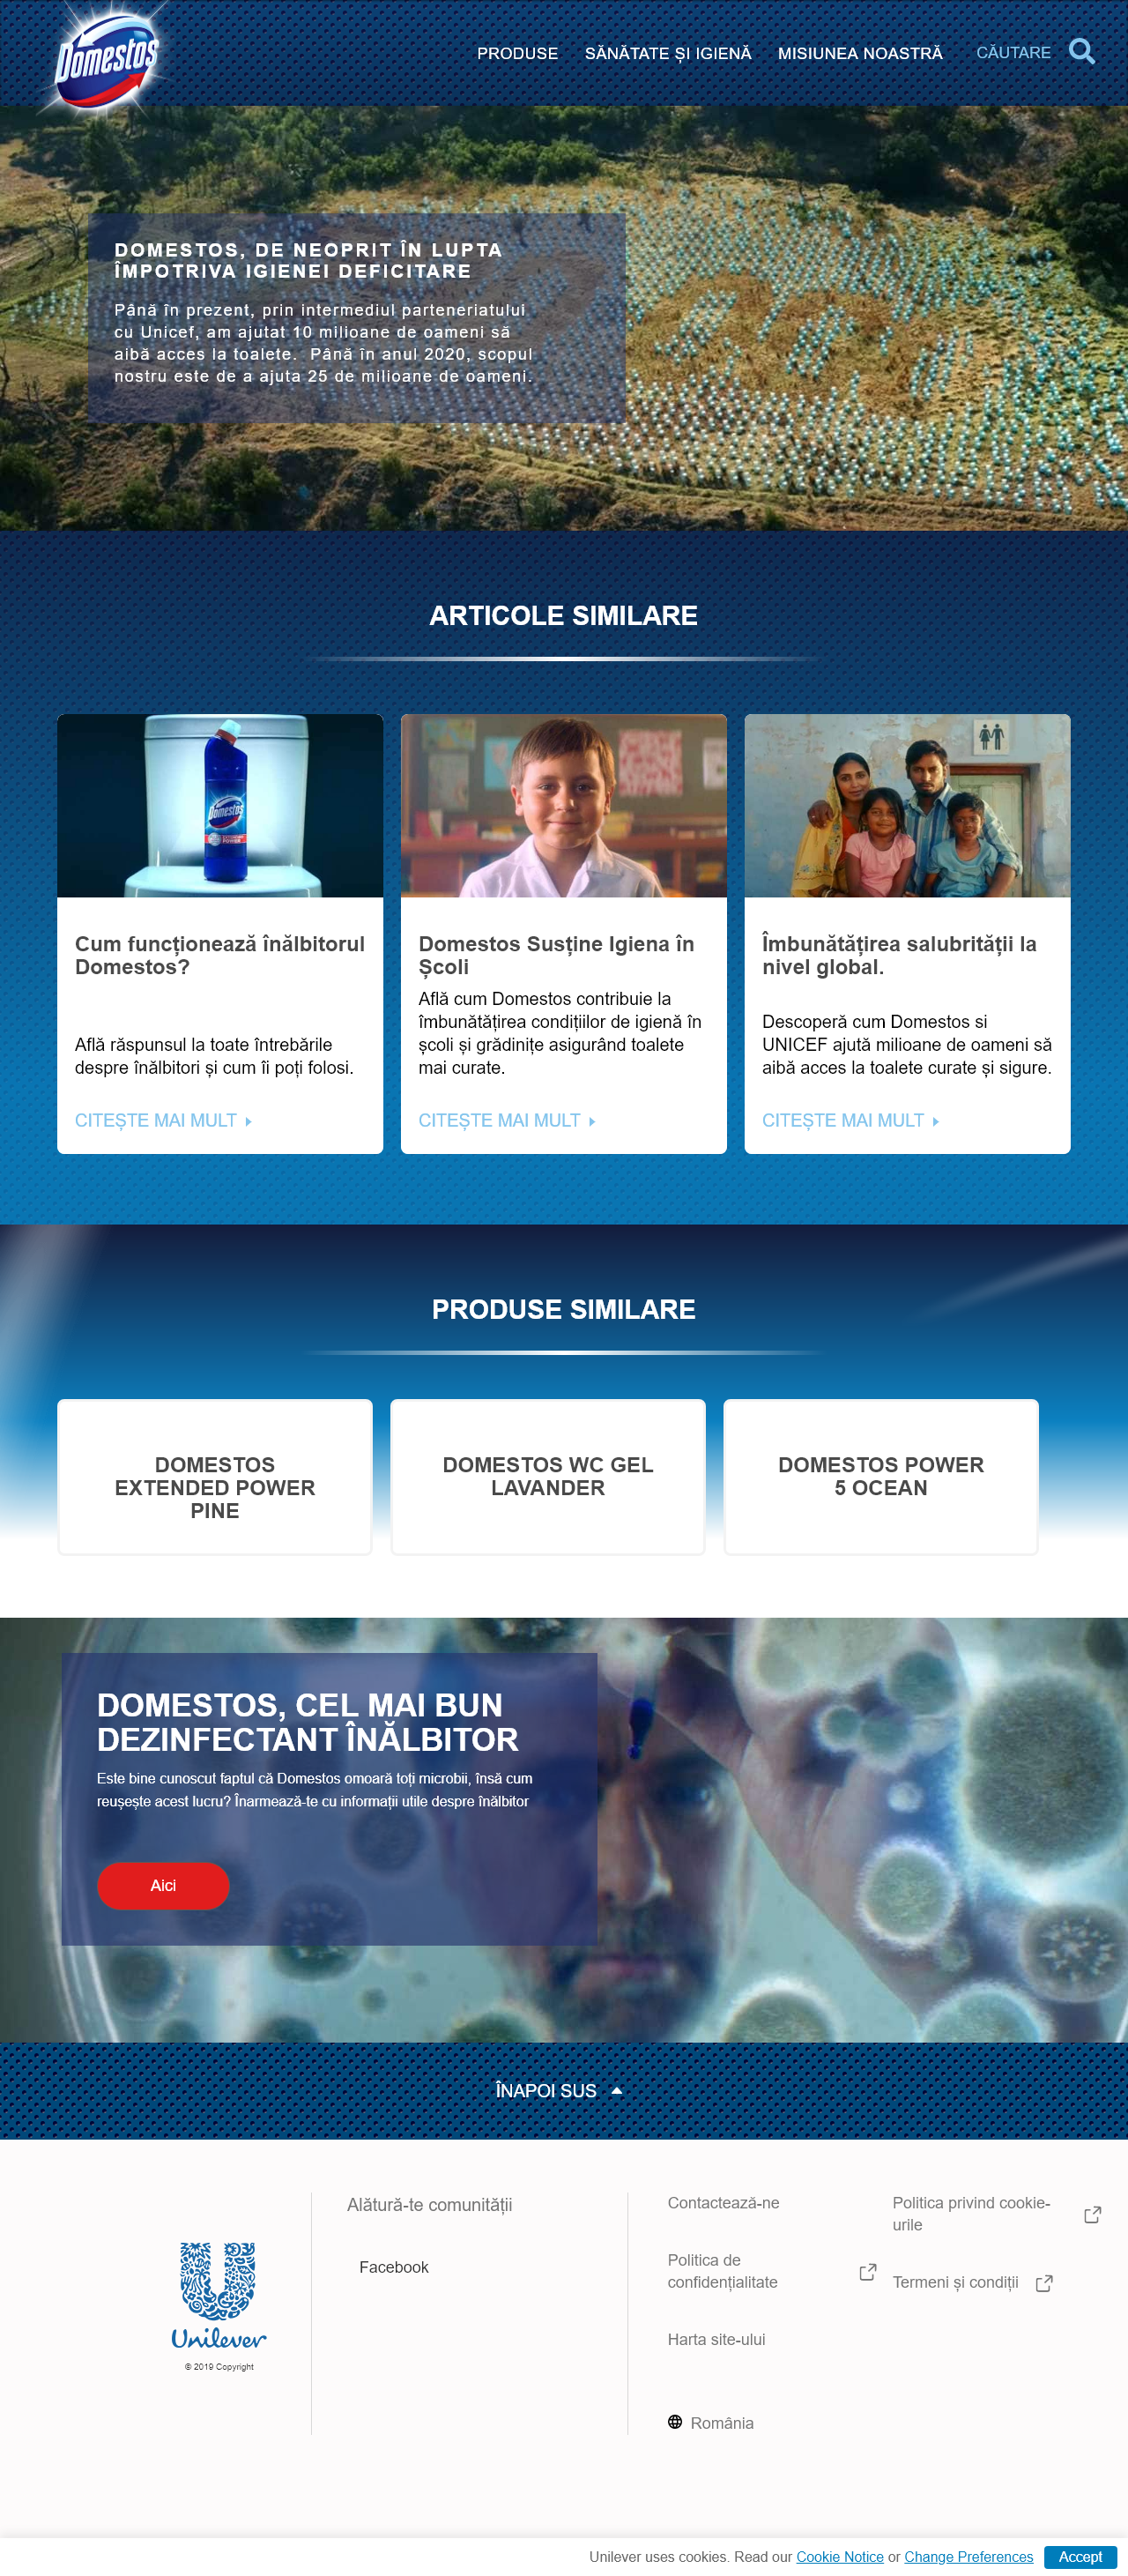 Domestos
PRODUSE
SĂNĂTATE ȘI IGIENĂ
MISIUNEA NOASTRĂ
CĂUTARE
DOMESTOS, DE NEOPRIT ÎN LUPTA
ÎMPOTRIVA IGIENEI DEFICITARE
Până în prezent, prin intermediul parteneriatului
cu Unicef, am ajutat 10 milioane de oameni să
aibă acces la toalete.  Până în anul 2020, scopul
nostru este de a ajuta 25 de milioane de oameni.
ARTICOLE SIMILARE
Domestos
Cum funcționează înălbitorul
Domestos?
Află răspunsul la toate întrebările
despre înălbitori și cum îi poți folosi.
CITEȘTE MAI MULT
Domestos Susține Igiena în
Școli
Află cum Domestos contribuie la
îmbunătățirea condițiilor de igienă în
școli și grădinițe asigurând toalete
mai curate.
CITEȘTE MAI MULT
Îmbunătățirea salubrității la
nivel global.
Descoperă cum Domestos si
UNICEF ajută milioane de oameni să
aibă acces la toalete curate și sigure.
CITEȘTE MAI MULT
PRODUSE SIMILARE
DOMESTOS
EXTENDED POWER
PINE
DOMESTOS WC GEL
LAVANDER
DOMESTOS POWER
5 OCEAN
DOMESTOS, CEL MAI BUN
DEZINFECTANT ÎNĂLBITOR
Este bine cunoscut faptul că Domestos omoară toți microbii, însă cum
reușește acest lucru? Înarmează-te cu informații utile despre înălbitor
Aici
ÎNAPOI SUS
Unilever
© 2019 Copyright
Alătură-te comunității
Facebook
Contactează-ne
Politica de
confidențialitate
Harta site-ului
România
Politica privind cookie-
urile
Termeni și condiții
Unilever uses cookies. Read our Cookie Notice or Change Preferences
Accept